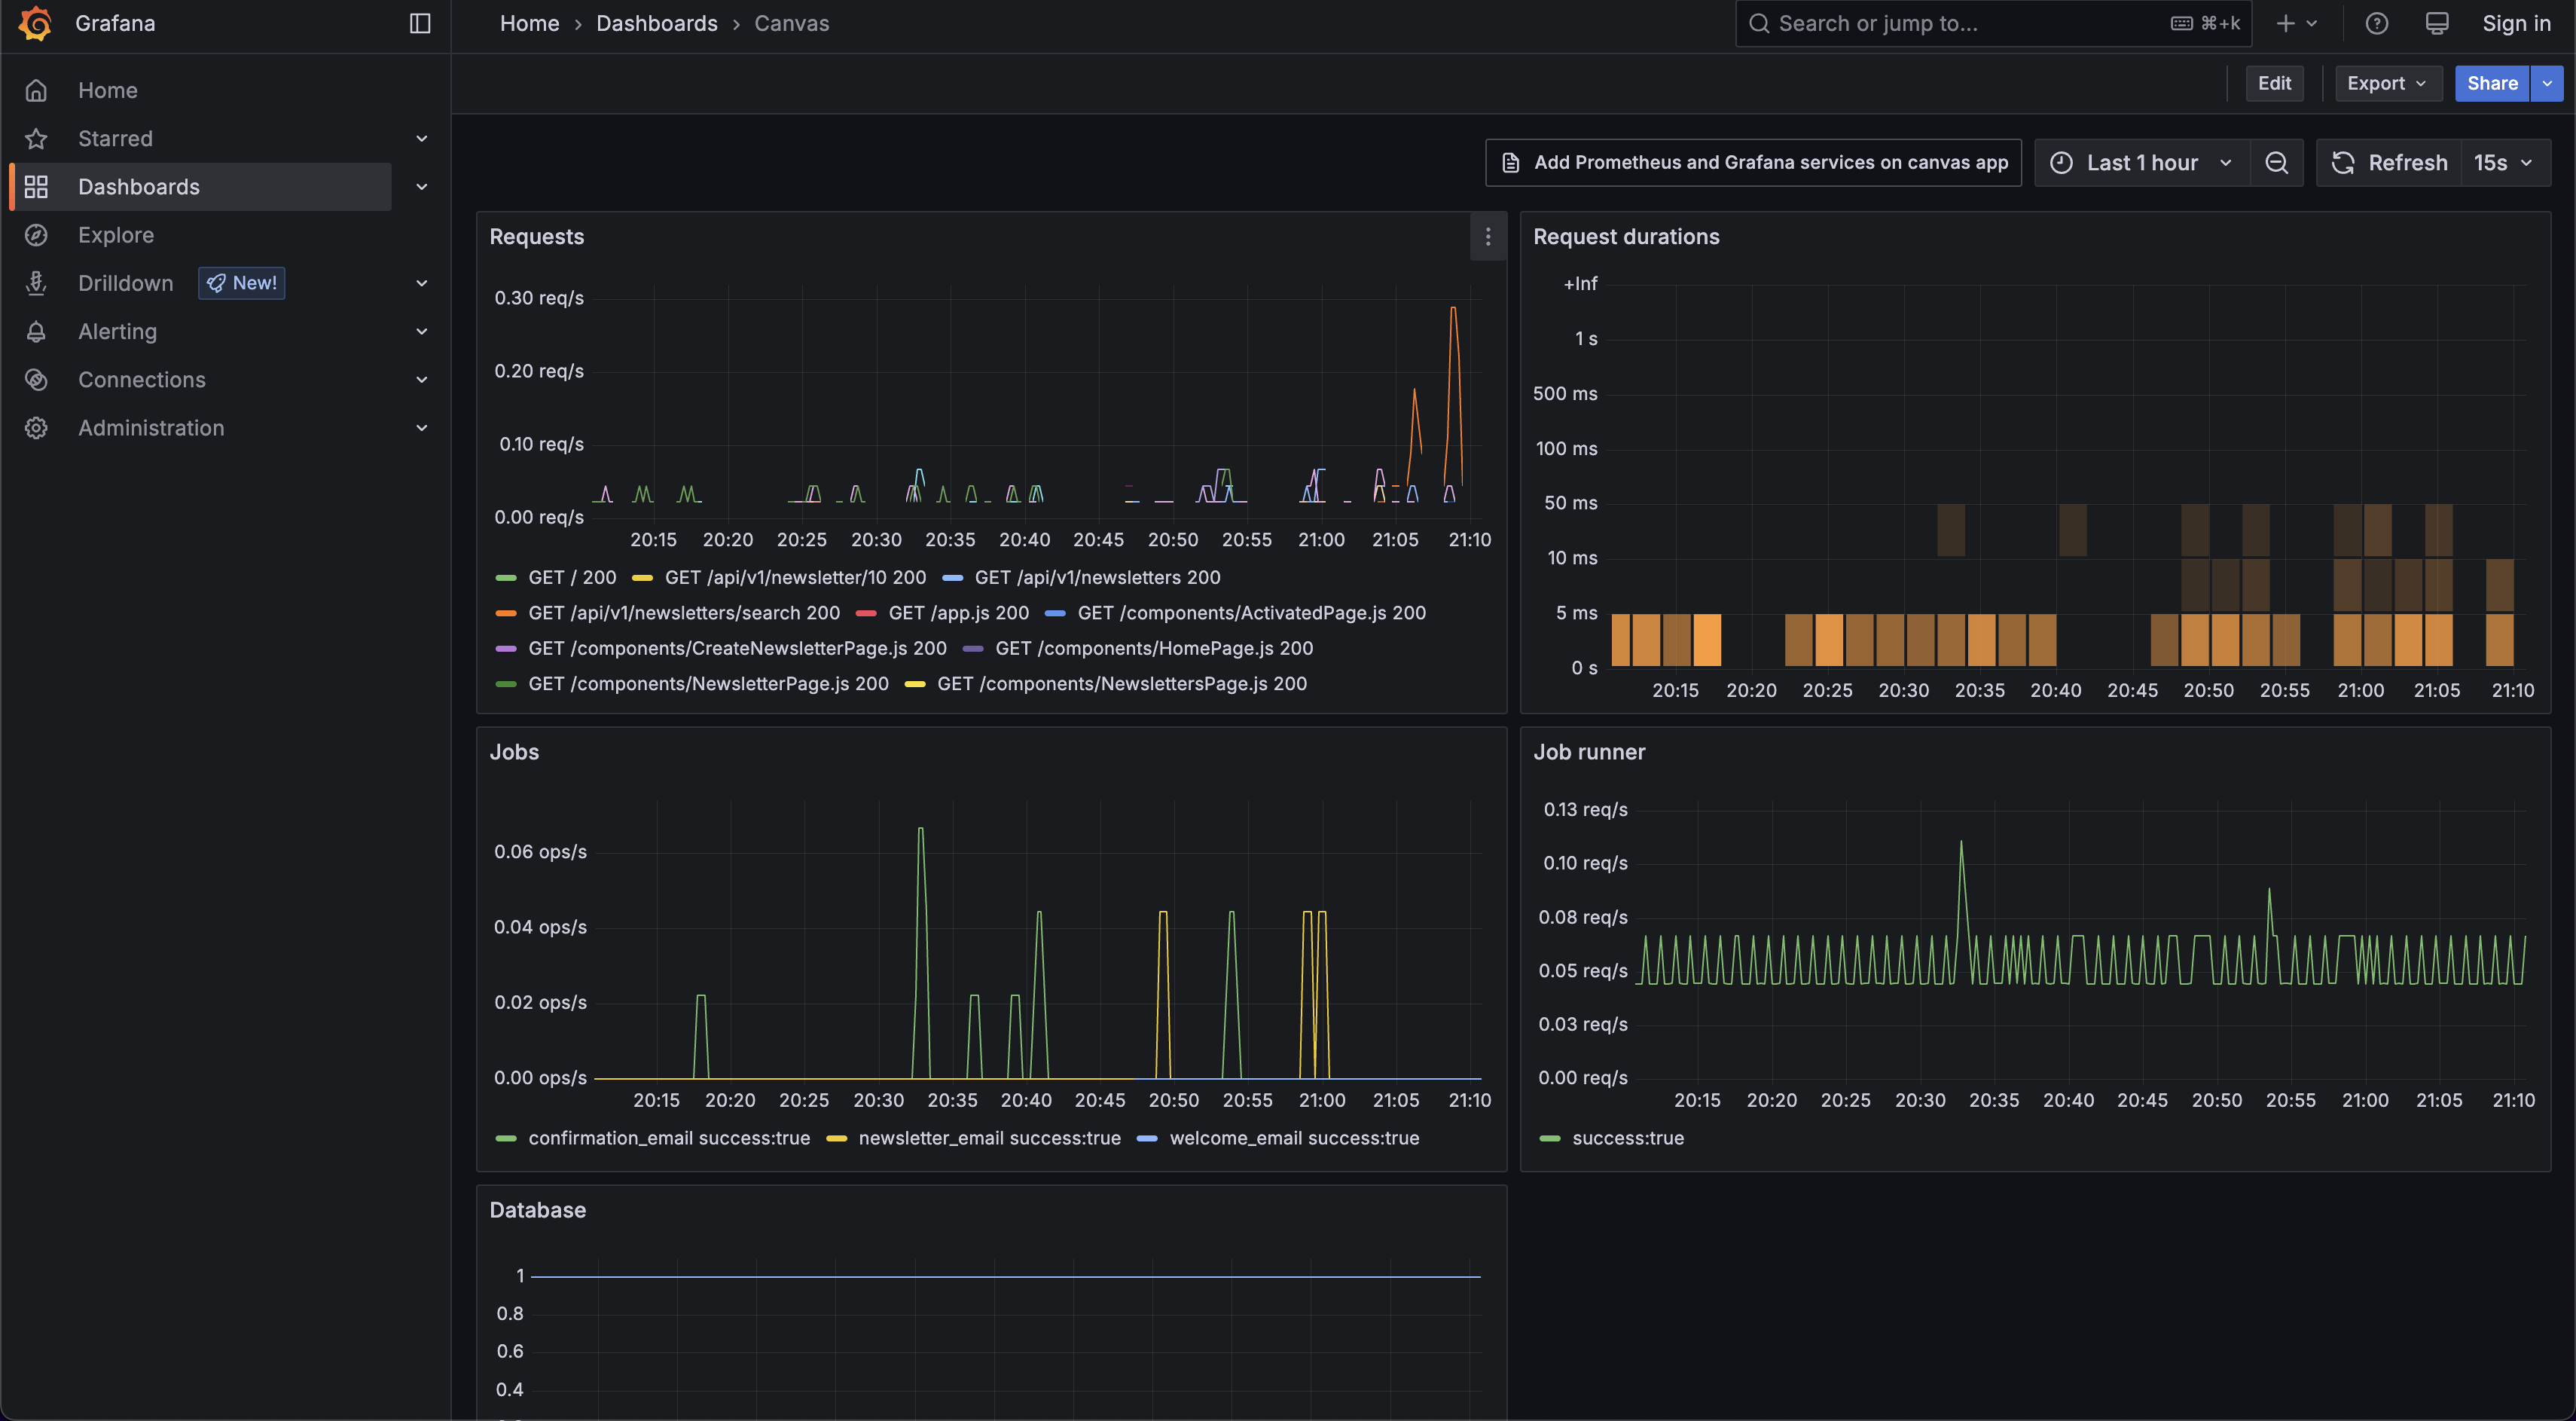 Grafana
Home
Dashboards
Canvas
Search or jump to...
⌘+k
Sign in
Edit
Export
Share
Home
Starred
Dashboards
Explore
Drilldown
New!
Alerting
Connections
Administration
Add Prometheus and Grafana services on canvas app
Last 1 hour
Refresh
15s
Requests
0.30 req/s
0.20 req/s
0.10 req/s
0.00 req/s
20:15 20:20 20:25 20:30 20:35 20:40 20:45 20:50 20:55 21:00 21:05 21:10
GET / 200 GET /api/v1/newsletter/10 200 GET /api/v1/newsletters 200
GET /api/v1/newsletters/search 200 GET /app.js 200 GET /components/ActivatedPage.js 200
GET /components/CreateNewsletterPage.js 200 GET /components/HomePage.js 200
GET /components/NewsletterPage.js 200 GET /components/NewslettersPage.js 200
Request durations
+Inf
1 s
500 ms
100 ms
50 ms
10 ms
5 ms
0 s
20:15 20:20 20:25 20:30 20:35 20:40 20:45 20:50 20:55 21:00 21:05 21:10
Jobs
0.06 ops/s
0.04 ops/s
0.02 ops/s
0.00 ops/s
20:15 20:20 20:25 20:30 20:35 20:40 20:45 20:50 20:55 21:00 21:05 21:10
confirmation_email success:true newsletter_email success:true welcome_email success:true
Job runner
0.13 req/s
0.10 req/s
0.08 req/s
0.05 req/s
0.03 req/s
0.00 req/s
20:15 20:20 20:25 20:30 20:35 20:40 20:45 20:50 20:55 21:00 21:05 21:10
success:true
Database
1
0.8
0.6
0.4